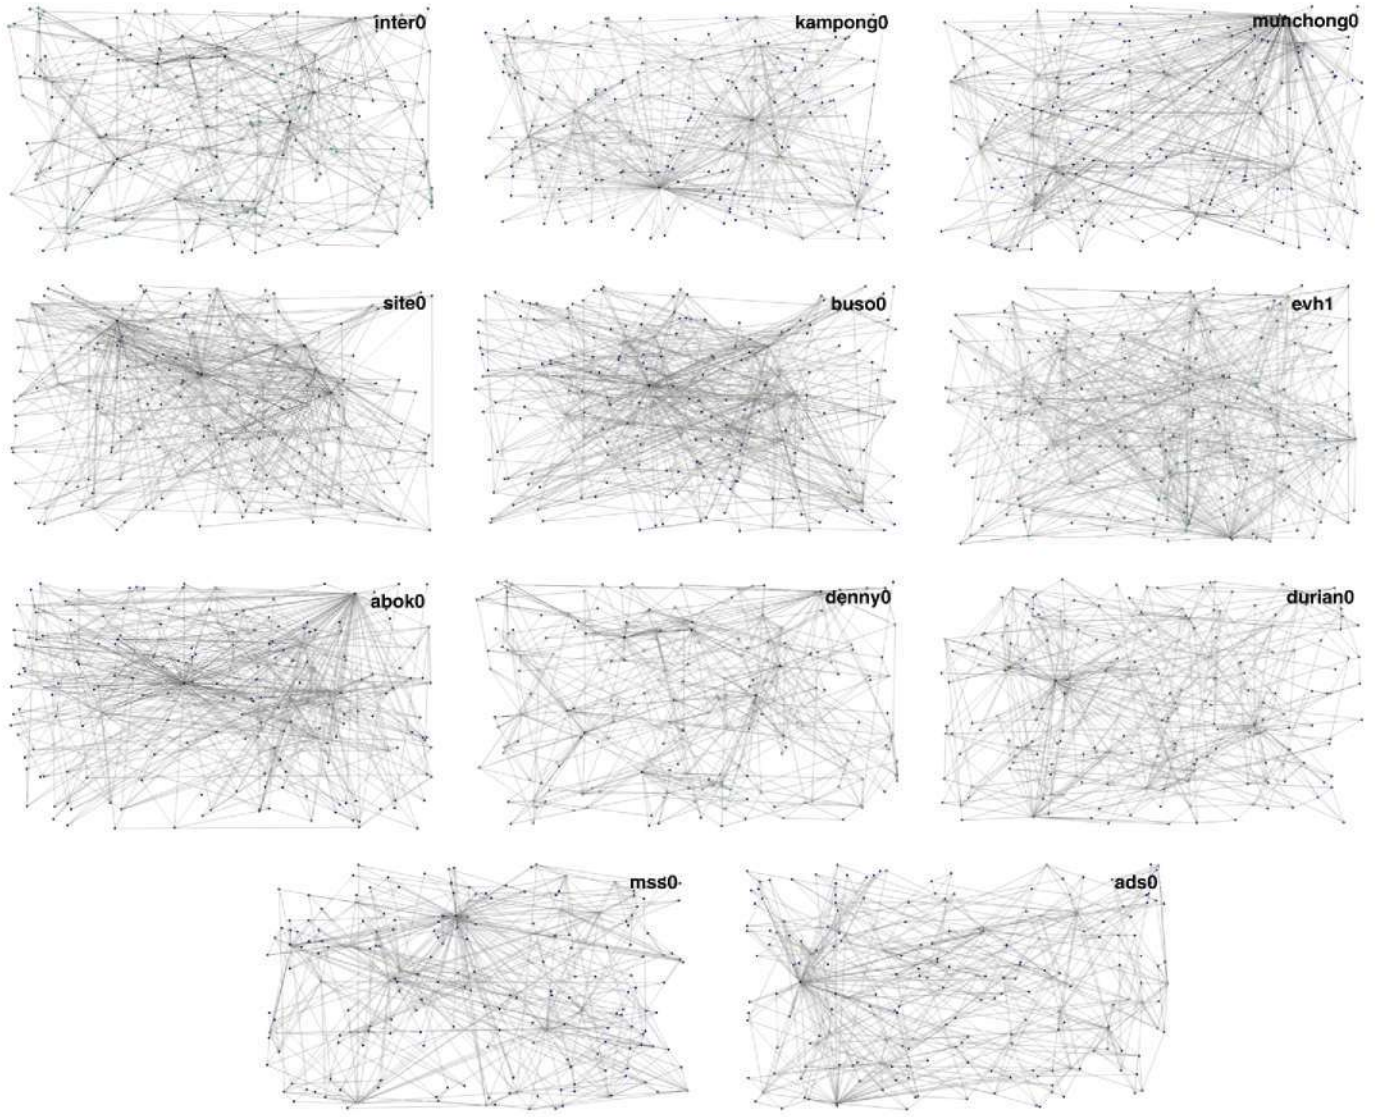 inter0
kampong0
munchong0
site0
buso0
evh1
abok0
denny0
durian0
mss0
ads0